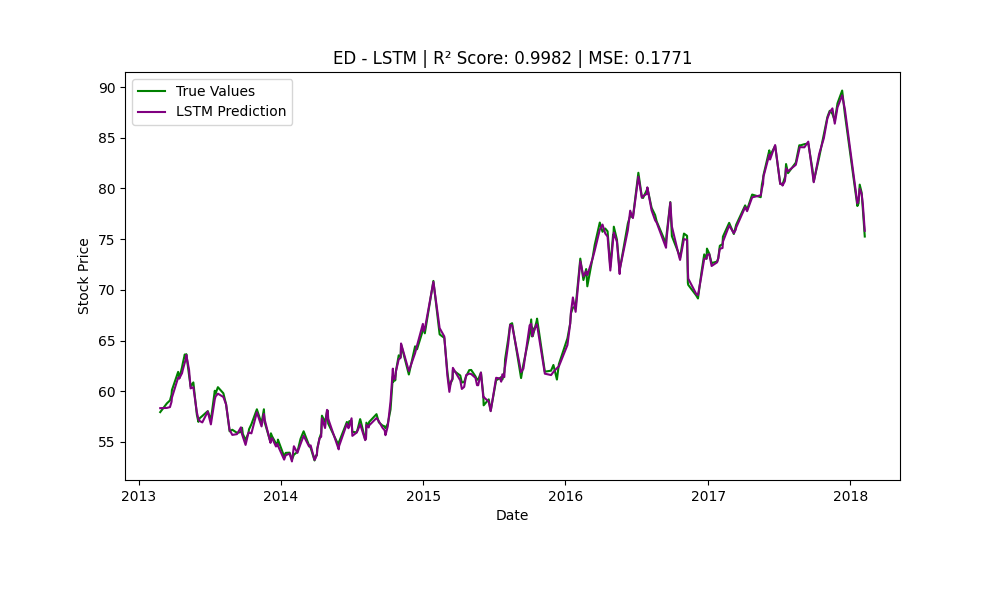 ED - LSTM | R² Score: 0.9982 | MSE: 0.1771
True Values
LSTM Prediction
90
85
80
75
70
65
60
55
Stock Price
2013 2014 2015 2016 2017 2018
Date